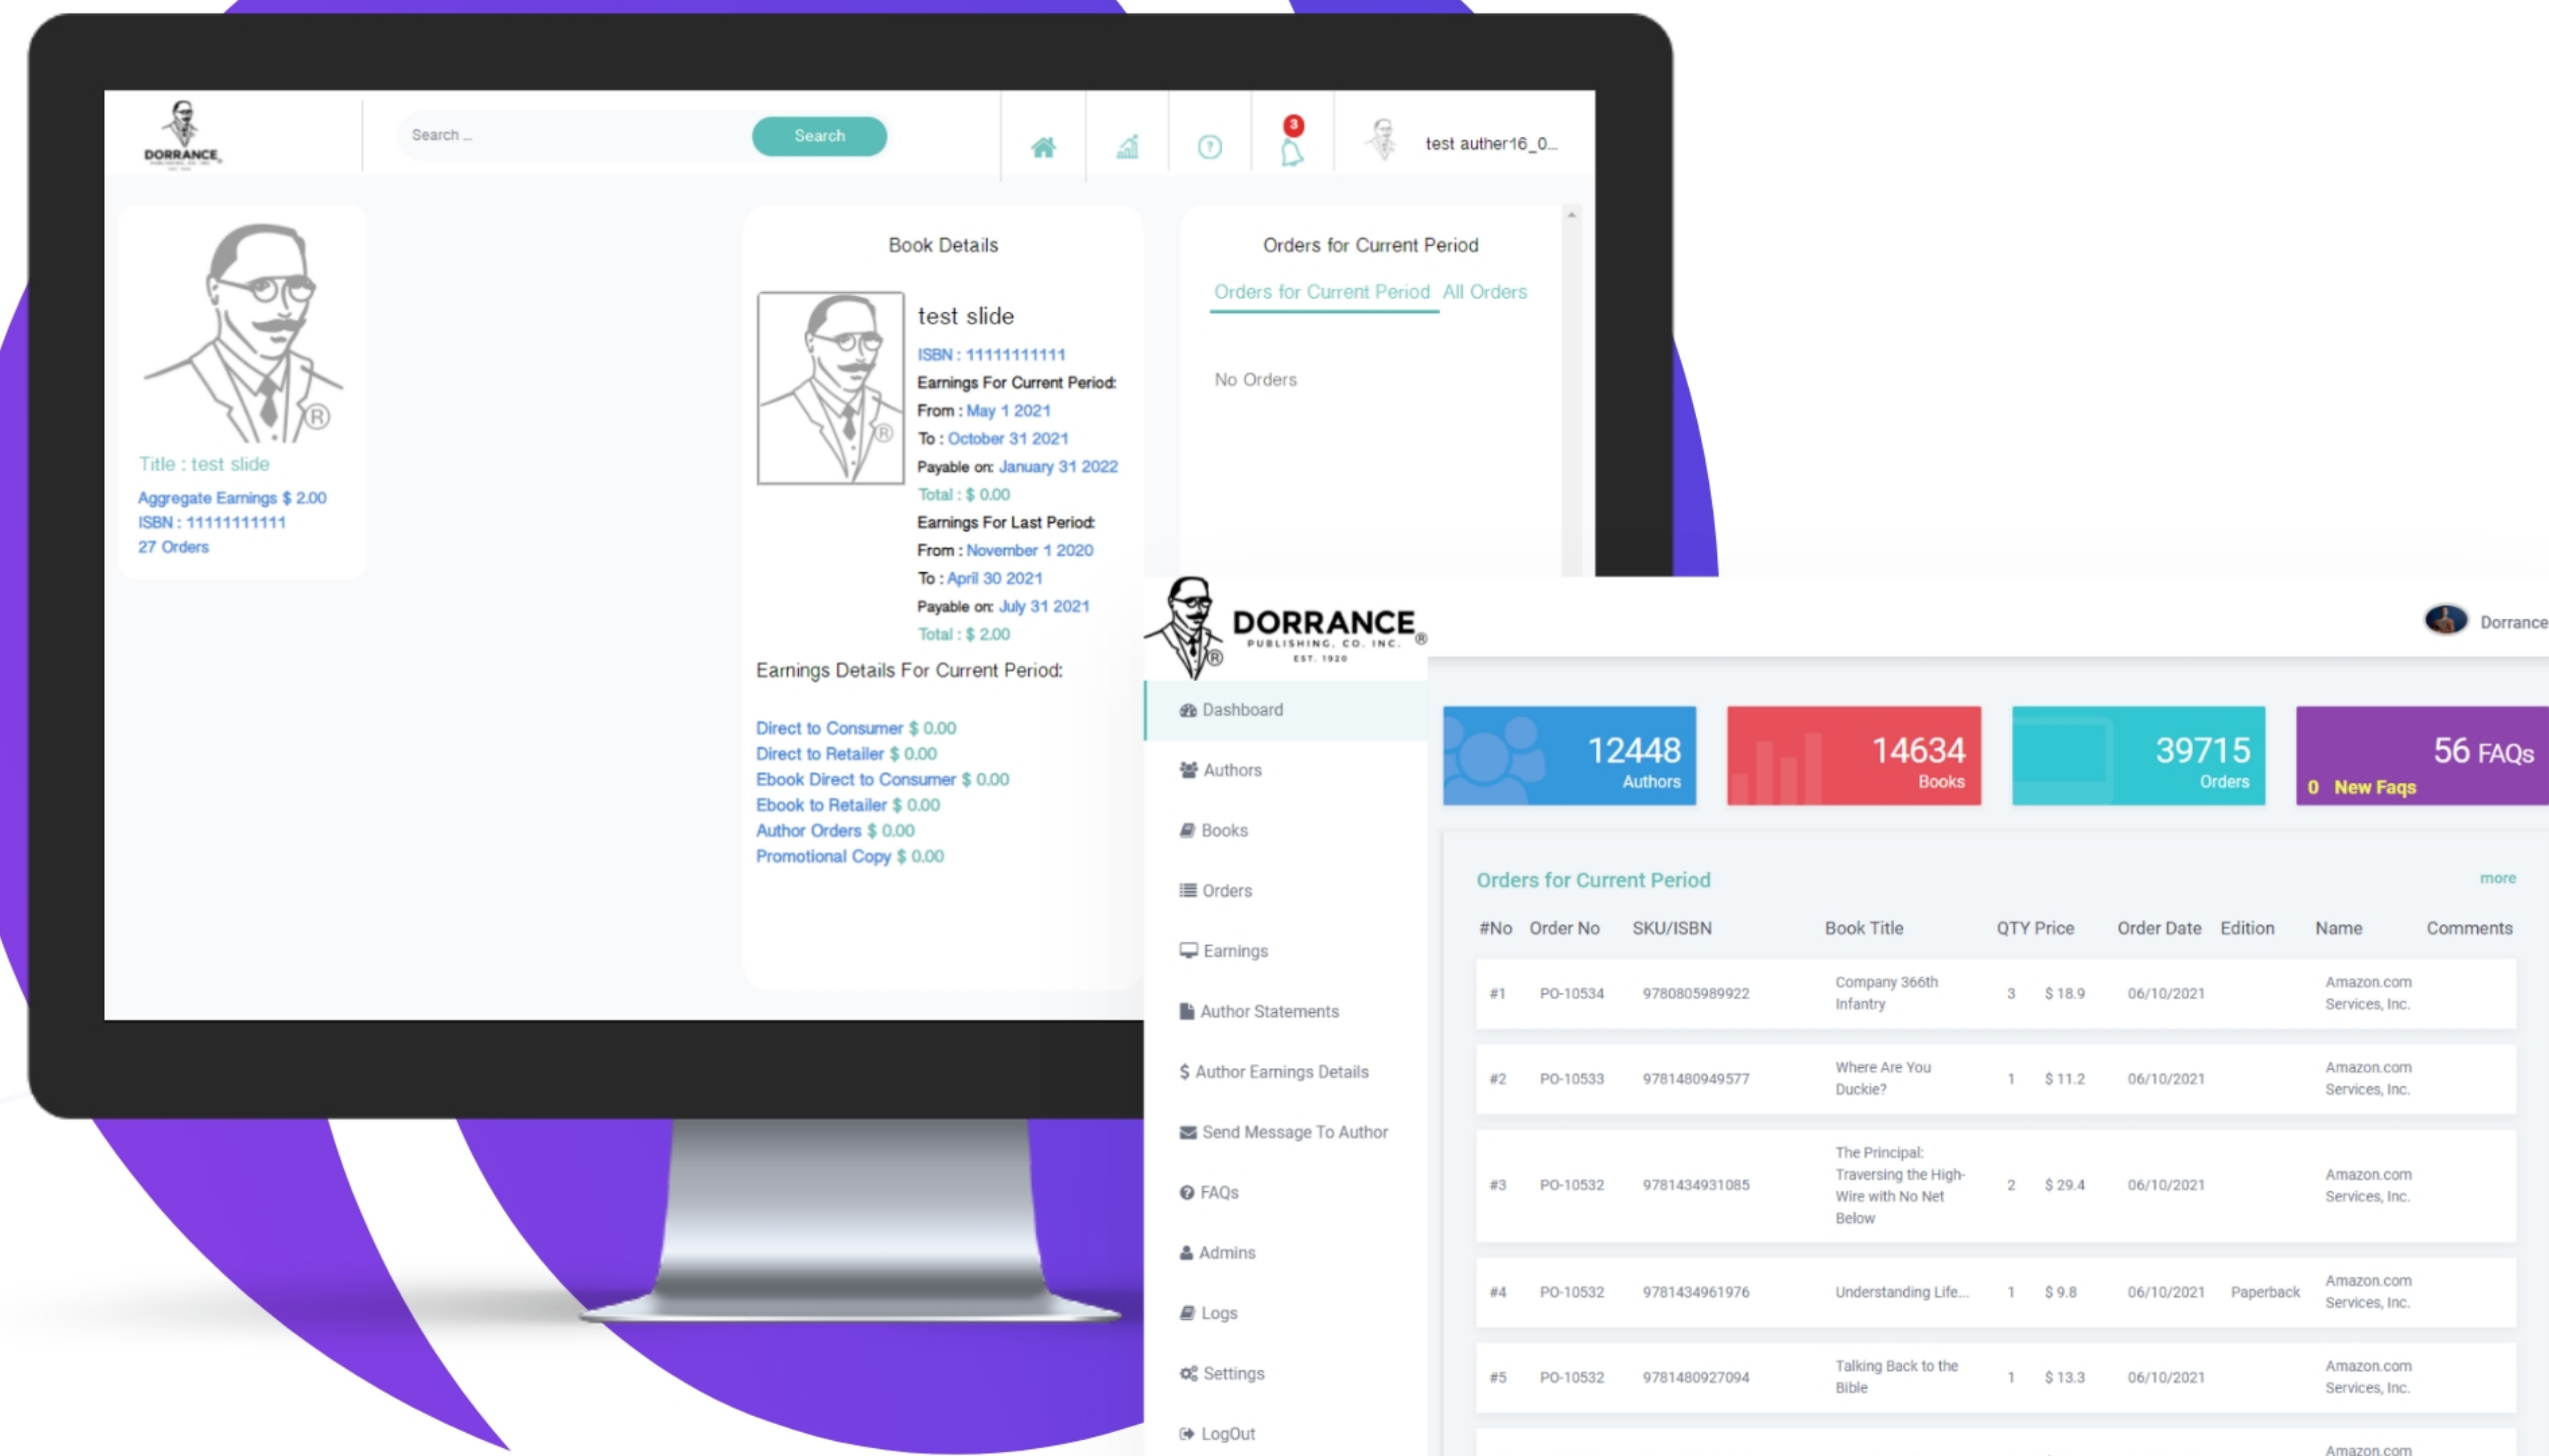 DORRANCE
Search ...
Search
?
3
test auther16_0...
®
Title : test slide
Aggregate Earnings $ 2.00
ISBN : 11111111111
27 Orders
Book Details
®
test slide
ISBN : 11111111111
Earnings For Current Period:
From : May 1 2021
To : October 31 2021
Payable on: January 31 2022
Total : $ 0.00
Earnings For Last Period:
From : November 1 2020
To : April 30 2021
Payable on: July 31 2021
Total : $ 2.00
Earnings Details For Current Period:
Direct to Consumer $ 0.00
Direct to Retailer $ 0.00
Ebook Direct to Consumer $ 0.00
Ebook to Retailer $ 0.00
Author Orders $ 0.00
Promotional Copy $ 0.00
Orders for Current Period
Orders for Current Period All Orders
No Orders
®
DORRANCE®
PUBLISHING, CO. INC.
EST. 1920
Dorrance
Dashboard
Authors
Books
Orders
Earnings
Author Statements
$ Author Earnings Details
Send Message To Author
? FAQs
Admins
Logs
Settings
LogOut
12448
Authors
14634
Books
39715
Orders
56 FAQs
0 New Faqs
Orders for Current Period more
#No Order No SKU/ISBN Book Title QTY Price Order Date Edition Name Comments
#1 PO-10534 9780805989922 Company 366th Infantry 3 $ 18.9 06/10/2021 Amazon.com Services, Inc.
#2 PO-10533 9781480949577 Where Are You Duckie? 1 $ 11.2 06/10/2021 Amazon.com Services, Inc.
#3 PO-10532 9781434931085 The Principal: Traversing the High-Wire with No Net Below 2 $ 29.4 06/10/2021 Amazon.com Services, Inc.
#4 PO-10532 9781434961976 Understanding Life... 1 $ 9.8 06/10/2021 Paperback Amazon.com Services, Inc.
#5 PO-10532 9781480927094 Talking Back to the Bible 1 $ 13.3 06/10/2021 Amazon.com Services, Inc.
Amazon.com